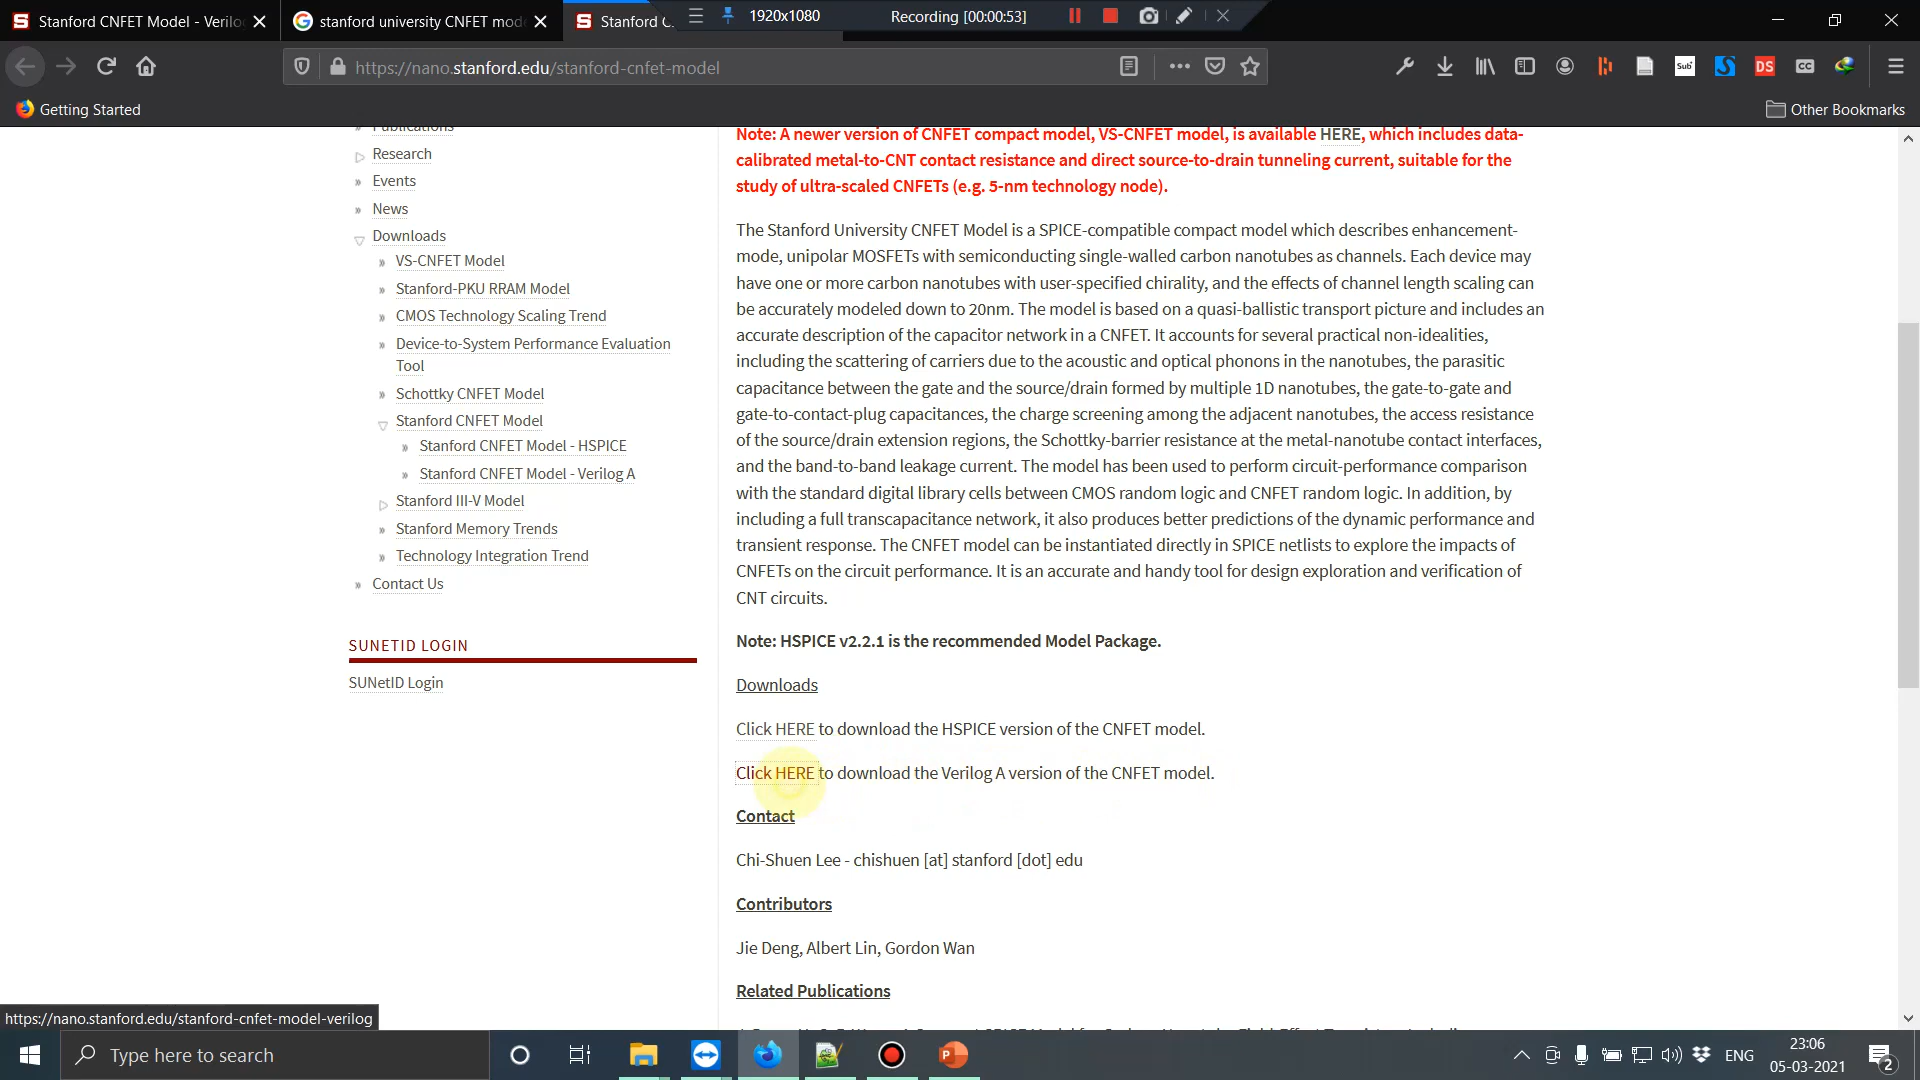 Stanford CNFET Model - Verilo
stanford university CNFET mod
Stanford C
1920x1080
Recording [00:00:53]
https://nano.stanford.edu/stanford-cnfet-model
Sub
DS
CC
Getting Started
Other Bookmarks
Publications
Research
Events
News
Downloads
VS-CNFET Model
Stanford-PKU RRAM Model
CMOS Technology Scaling Trend
Device-to-System Performance Evaluation
Tool
Schottky CNFET Model
Stanford CNFET Model
Stanford CNFET Model - HSPICE
Stanford CNFET Model - Verilog A
Stanford III-V Model
Stanford Memory Trends
Technology Integration Trend
Contact Us
SUNETID LOGIN
SUNetID Login
Note: A newer version of CNFET compact model, VS-CNFET model, is available HERE, which includes data-
calibrated metal-to-CNT contact resistance and direct source-to-drain tunneling current, suitable for the
study of ultra-scaled CNFETs (e.g. 5-nm technology node).
The Stanford University CNFET Model is a SPICE-compatible compact model which describes enhancement-
mode, unipolar MOSFETs with semiconducting single-walled carbon nanotubes as channels. Each device may
have one or more carbon nanotubes with user-specified chirality, and the effects of channel length scaling can
be accurately modeled down to 20nm. The model is based on a quasi-ballistic transport picture and includes an
accurate description of the capacitor network in a CNFET. It accounts for several practical non-idealities,
including the scattering of carriers due to the acoustic and optical phonons in the nanotubes, the parasitic
capacitance between the gate and the source/drain formed by multiple 1D nanotubes, the gate-to-gate and
gate-to-contact-plug capacitances, the charge screening among the adjacent nanotubes, the access resistance
of the source/drain extension regions, the Schottky-barrier resistance at the metal-nanotube contact interfaces,
and the band-to-band leakage current. The model has been used to perform circuit-performance comparison
with the standard digital library cells between CMOS random logic and CNFET random logic. In addition, by
including a full transcapacitance network, it also produces better predictions of the dynamic performance and
transient response. The CNFET model can be instantiated directly in SPICE netlists to explore the impacts of
CNFETs on the circuit performance. It is an accurate and handy tool for design exploration and verification of
CNT circuits.
Note: HSPICE v2.2.1 is the recommended Model Package.
Downloads
Click HERE to download the HSPICE version of the CNFET model.
Click HERE to download the Verilog A version of the CNFET model.
Contact
Chi-Shuen Lee - chishuen [at] stanford [dot] edu
Contributors
Jie Deng, Albert Lin, Gordon Wan
Related Publications
https://nano.stanford.edu/stanford-cnfet-model-verilog
Type here to search
ENG
23:06
05-03-2021
2